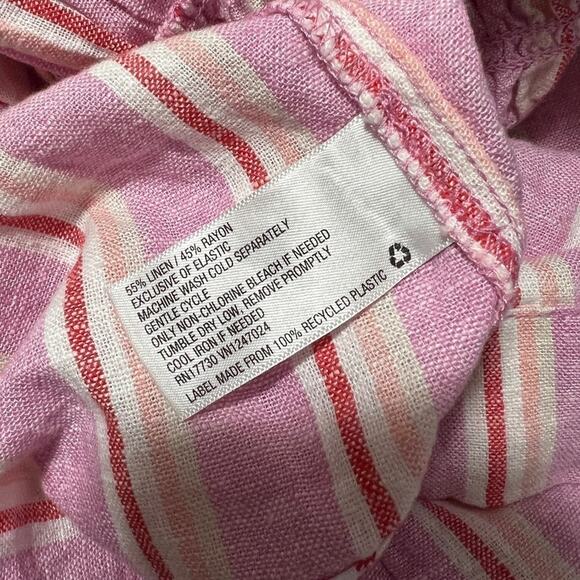 55% LINEN / 45% RAYON
EXCLUSIVE OF ELASTIC
MACHINE WASH COLD SEPARATELY
GENTLE CYCLE
ONLY NON-CHLORINE BLEACH IF NEEDED
TUMBLE DRY LOW, REMOVE PROMPTLY
COOL IRON IF NEEDED
RN17730 VN1247024
LABEL MADE FROM 100% RECYCLED PLASTIC